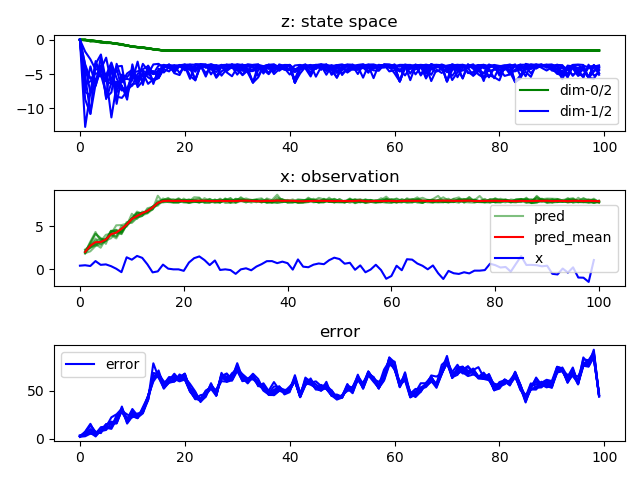 z: state space
0
−5
−10
dim-0/2
dim-1/2
0 20 40 60 80 100
x: observation
5
0
pred
pred_mean
x
0 20 40 60 80 100
error
error
50
0
0 20 40 60 80 100